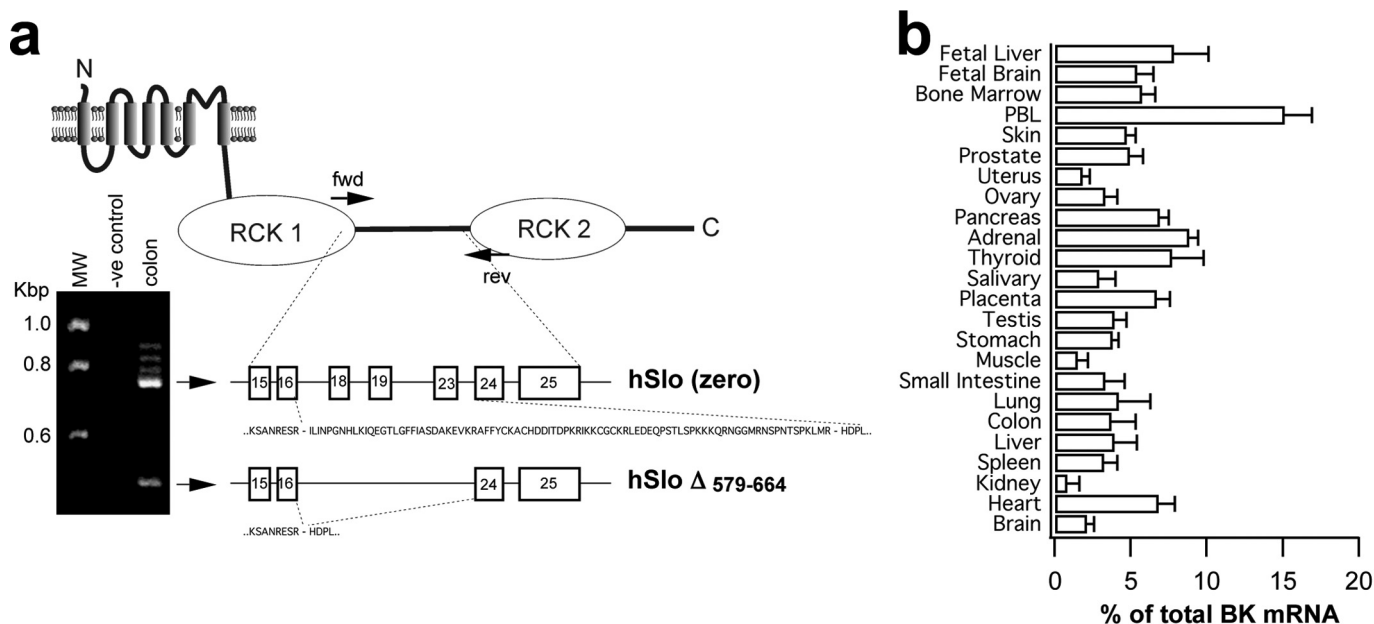 a
N
fwd
RCK 1
RCK 2
C
rev
MW
-ve control
colon
Kbp
1.0
0.8
0.6
15 16 18 19 23 24 25
hSlo (zero)
..KSANRESR - ILINPGNHLKIQEGTLGFFIASDAKEVKRAFFYCKACHDDITDPKRIKKCGCKRLEDEQPSTLSPKKKQRNGGMRNSPNTSPKLMR - HDPL..
15 16 24 25
hSlo Δ 579-664
..KSANRESR - HDPL..
b
Fetal Liver
Fetal Brain
Bone Marrow
PBL
Skin
Prostate
Uterus
Ovary
Pancreas
Adrenal
Thyroid
Salivary
Placenta
Testis
Stomach
Muscle
Small Intestine
Lung
Colon
Liver
Spleen
Kidney
Heart
Brain
0 5 10 15 20
% of total BK mRNA